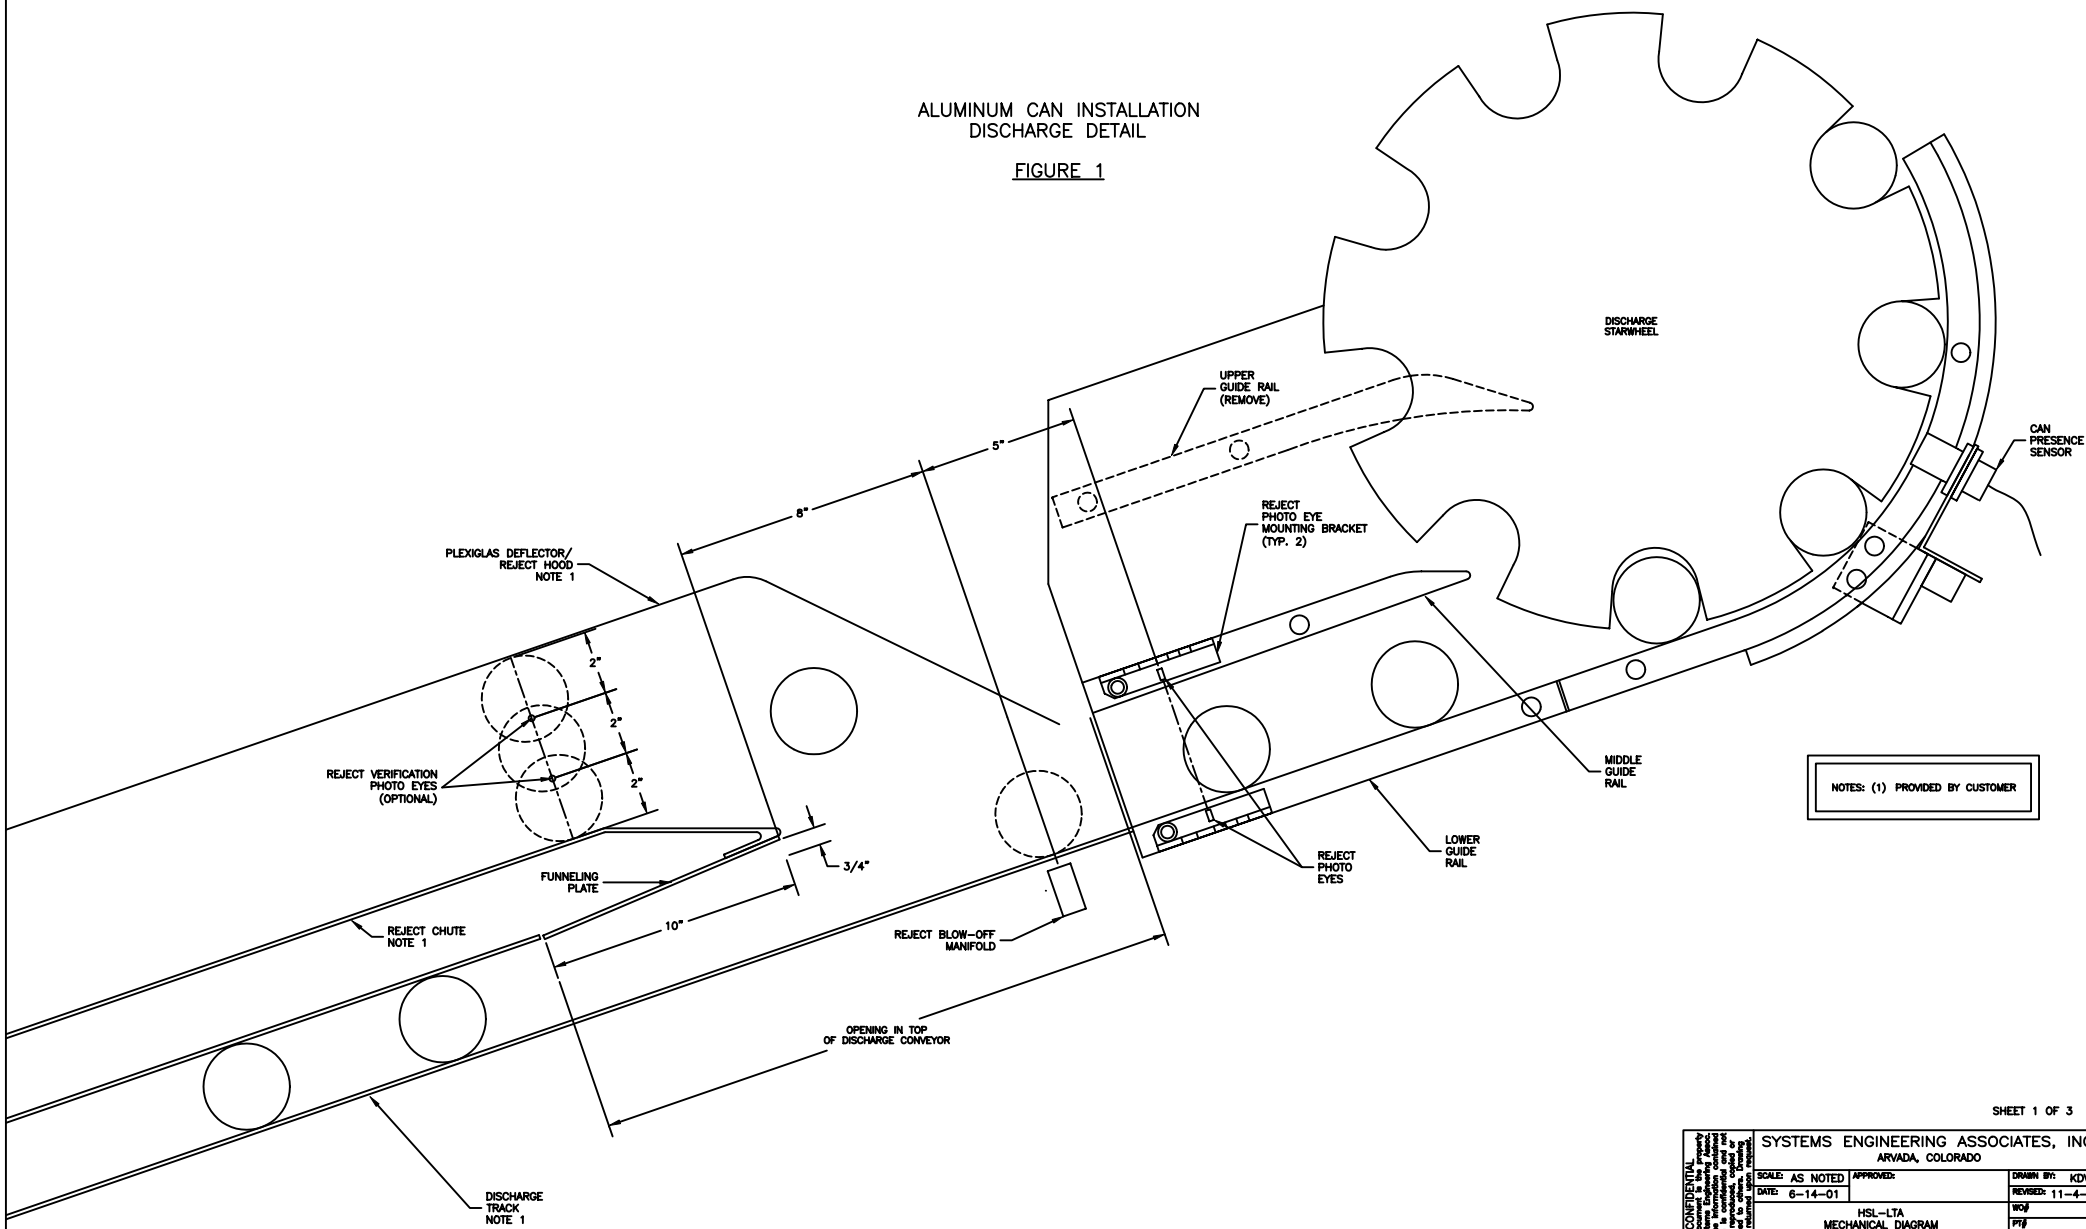 ALUMINUM CAN INSTALLATION
DISCHARGE DETAIL
FIGURE 1
DISCHARGE
STARWHEEL
UPPER
GUIDE RAIL
(REMOVE)
CAN
PRESENCE
SENSOR
5"
8"
REJECT
PHOTO EYE
MOUNTING BRACKET
(TYP. 2)
PLEXIGLAS DEFLECTOR/
REJECT HOOD
NOTE 1
2"
2"
2"
REJECT VERIFICATION
PHOTO EYES
(OPTIONAL)
MIDDLE
GUIDE
RAIL
NOTES: (1) PROVIDED BY CUSTOMER
LOWER
GUIDE
RAIL
REJECT
PHOTO
EYES
3/4"
FUNNELING
PLATE
10"
REJECT CHUTE
NOTE 1
REJECT BLOW-OFF
MANIFOLD
OPENING IN TOP
OF DISCHARGE CONVEYOR
DISCHARGE
TRACK
NOTE 1
SHEET 1 OF 3
CONFIDENTIAL
SYSTEMS ENGINEERING ASSOCIATES, INC
ARVADA, COLORADO
SCALE: AS NOTED
APPROVED:
DRAWN BY:
DATE: 6-14-01
REVISED: 11-4-
HSL-LTA
MECHANICAL DIAGRAM
WO#
PT#